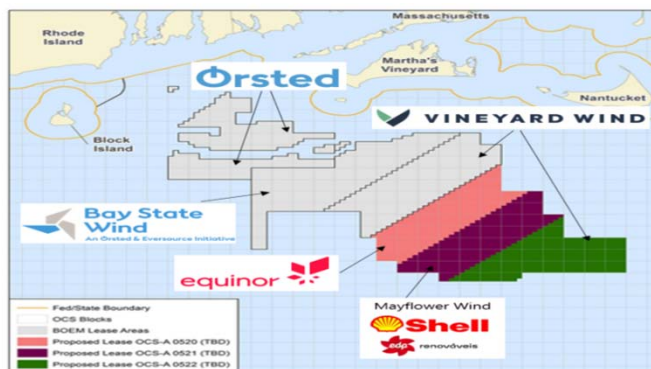 Massachusetts
Rhode
Island
Martha's
Vineyard
Nantucket
Block
Island
Ørsted
VINEYARD WIND
Bay State
Wind
An Ørsted & Eversource Initiative
equinor
Mayflower Wind
Shell
edp renováveis
Fed/State Boundary
OCS Blocks
BOEM Lease Areas
Proposed Lease OCS-A 0520 (TBD)
Proposed Lease OCS-A 0521 (TBD)
Proposed Lease OCS-A 0522 (TBD)